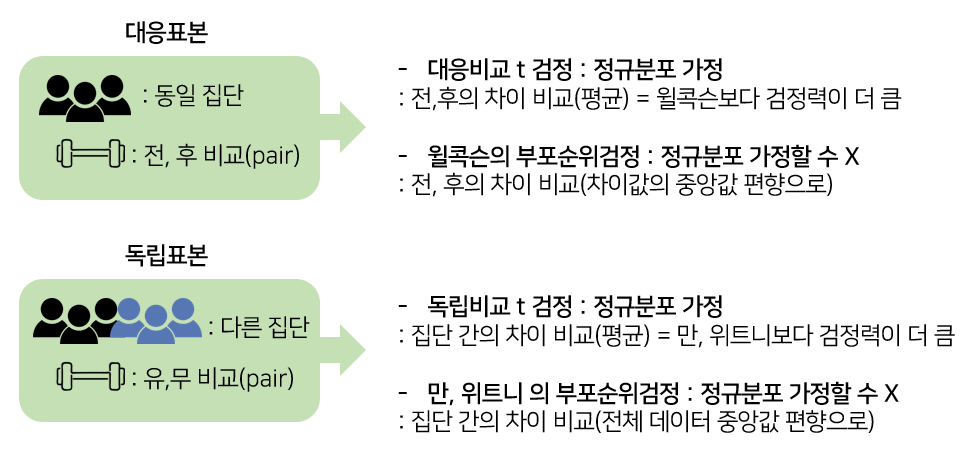 대응표본
: 동일 집단
: 전, 후 비교(pair)
- 대응비교 t 검정 : 정규분포 가정
: 전,후의 차이 비교(평균) = 윌콕슨보다 검정력이 더 큼
- 윌콕슨의 부포순위검정 : 정규분포 가정할 수 X
: 전, 후의 차이 비교(차이값의 중앙값 편향으로)
독립표본
: 다른 집단
: 유,무 비교(pair)
- 독립비교 t 검정 : 정규분포 가정
: 집단 간의 차이 비교(평균) = 만, 위트니보다 검정력이 더 큼
- 만, 위트니 의 부포순위검정 : 정규분포 가정할 수 X
: 집단 간의 차이 비교(전체 데이터 중앙값 편향으로)